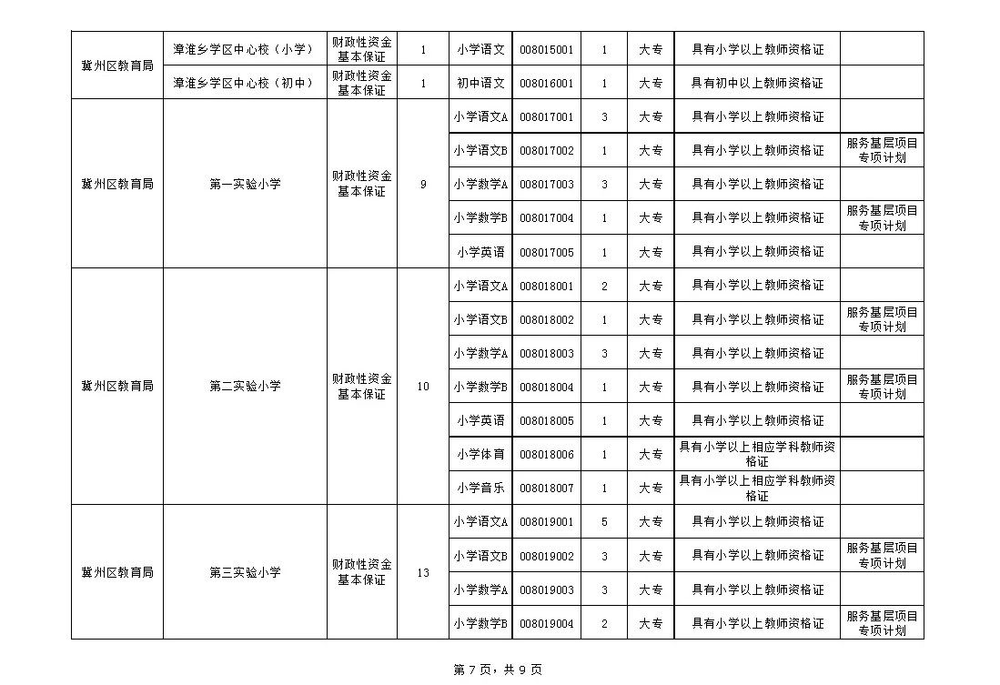 冀州区教育局
漳淮乡学区中心校（小学）
财政性资金
基本保证
1
小学语文
008015001
1
大专
具有小学以上教师资格证
漳淮乡学区中心校（初中）
财政性资金
基本保证
1
初中语文
008016001
1
大专
具有初中以上教师资格证
冀州区教育局
第一实验小学
财政性资金
基本保证
9
小学语文A
008017001
3
大专
具有小学以上教师资格证
小学语文B
008017002
1
大专
具有小学以上教师资格证
服务基层项目
专项计划
小学数学A
008017003
3
大专
具有小学以上教师资格证
小学数学B
008017004
1
大专
具有小学以上教师资格证
服务基层项目
专项计划
小学英语
008017005
1
大专
具有小学以上教师资格证
冀州区教育局
第二实验小学
财政性资金
基本保证
10
小学语文A
008018001
2
大专
具有小学以上教师资格证
小学语文B
008018002
1
大专
具有小学以上教师资格证
服务基层项目
专项计划
小学数学A
008018003
3
大专
具有小学以上教师资格证
小学数学B
008018004
1
大专
具有小学以上教师资格证
服务基层项目
专项计划
小学英语
008018005
1
大专
具有小学以上教师资格证
小学体育
008018006
1
大专
具有小学以上相应学科教师资
格证
小学音乐
008018007
1
大专
具有小学以上相应学科教师资
格证
冀州区教育局
第三实验小学
财政性资金
基本保证
13
小学语文A
008019001
5
大专
具有小学以上教师资格证
小学语文B
008019002
3
大专
具有小学以上教师资格证
服务基层项目
专项计划
小学数学A
008019003
3
大专
具有小学以上教师资格证
小学数学B
008019004
2
大专
具有小学以上教师资格证
服务基层项目
专项计划
第 7 页，共 9 页